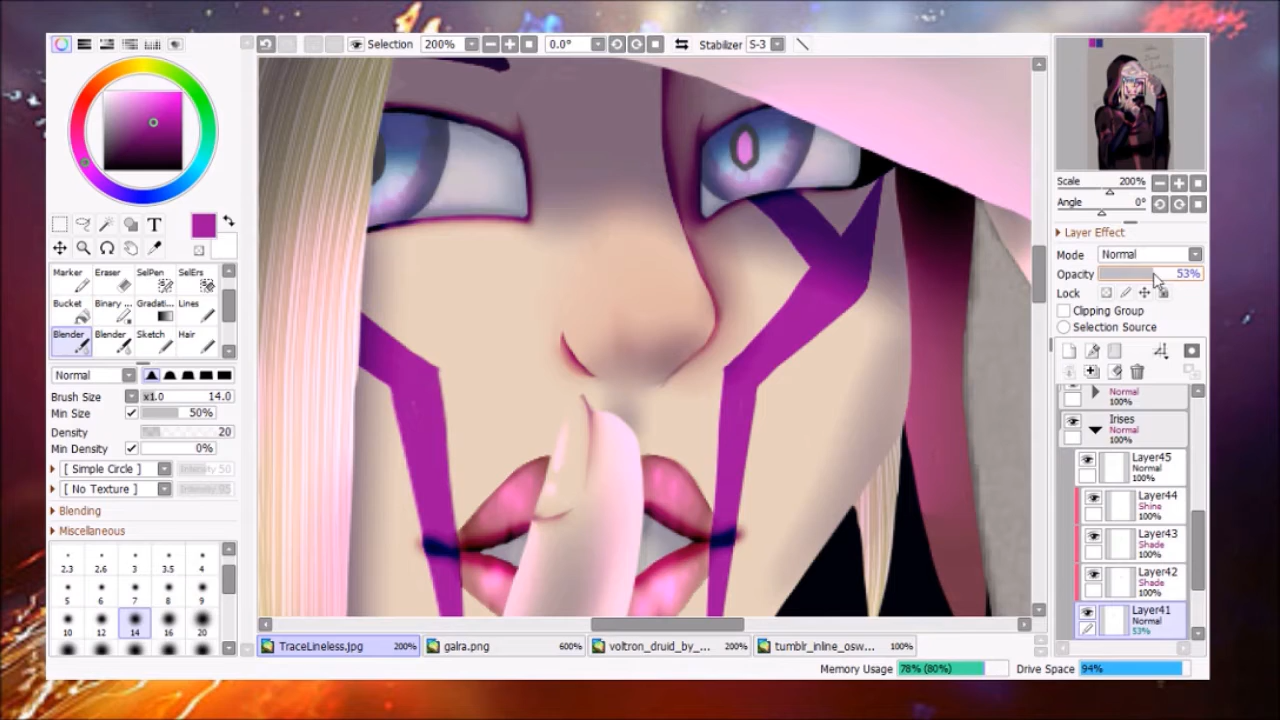 Selection 200% 0.0° Stabilizer S-3
Scale 200%
Angle 0°
Layer Effect
Mode Normal
Opacity 53%
Lock
Clipping Group
Selection Source
T
Marker Eraser SelPen SelErs
Bucket Binary ... Gradati... Lines
Blender Blender Sketch Hair
Normal
Brush Size x1.0 14.0
Min Size 50%
Density 20
Min Density 0%
[ Simple Circle ] Intensity 50
[ No Texture ] Intensity 95
Blending
Miscellaneous
2.3 2.6 3 3.5 4
5 6 7 8 9
10 12 14 16 20
Normal
100%
Irises
Normal
100%
Layer45
Normal
100%
Layer44
Shine
100%
Layer43
Shade
100%
Layer42
Shade
100%
Layer41
Normal
53%
TraceLineless.jpg 200% galra.png 600% voltron_druid_by_... 200% tumblr_inline_osw... 100%
Memory Usage 78% (80%) Drive Space 94%